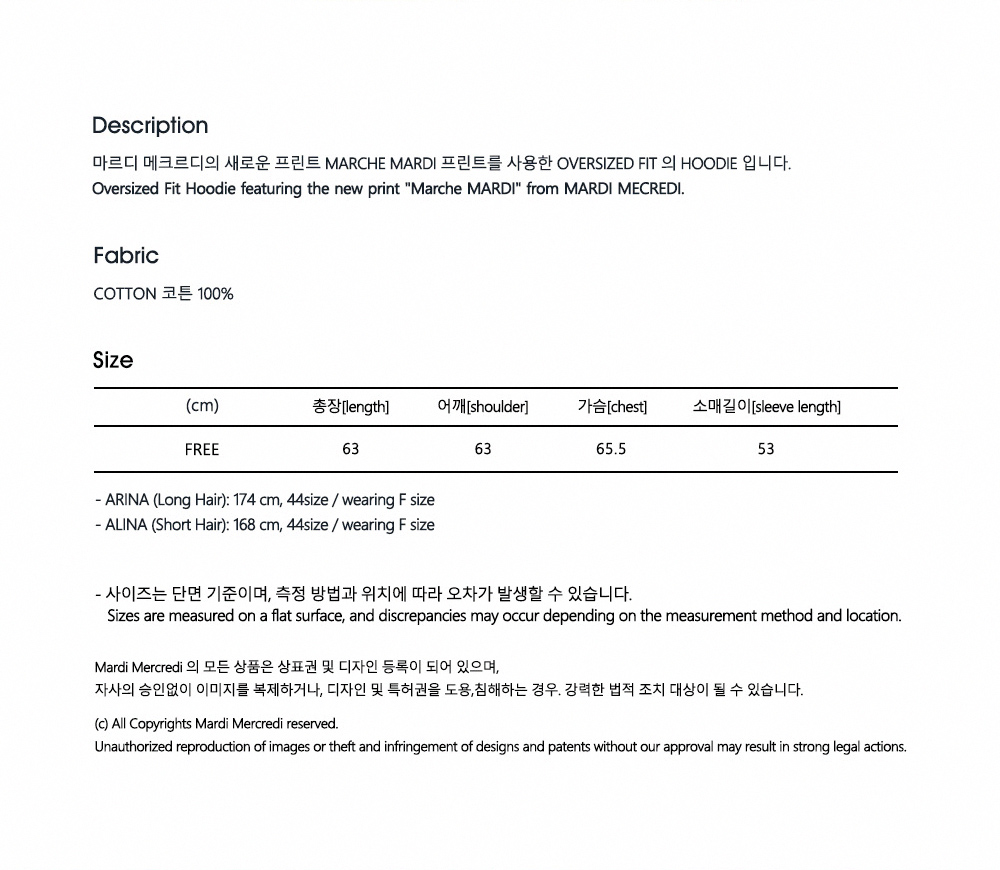 Description
마르디 메크르디의 새로운 프린트 MARCHE MARDI 프린트를 사용한 OVERSIZED FIT 의 HOODIE 입니다.
Oversized Fit Hoodie featuring the new print "Marche MARDI" from MARDI MECREDI.
Fabric
COTTON 코튼 100%
Size
(cm) 총장[length] 어깨[shoulder] 가슴[chest] 소매길이[sleeve length]
FREE 63 63 65.5 53
- ARINA (Long Hair): 174 cm, 44size / wearing F size
- ALINA (Short Hair): 168 cm, 44size / wearing F size
- 사이즈는 단면 기준이며, 측정 방법과 위치에 따라 오차가 발생할 수 있습니다.
Sizes are measured on a flat surface, and discrepancies may occur depending on the measurement method and location.
Mardi Mercredi 의 모든 상품은 상표권 및 디자인 등록이 되어 있으며,
자사의 승인없이 이미지를 복제하거나, 디자인 및 특허권을 도용,침해하는 경우. 강력한 법적 조치 대상이 될 수 있습니다.
(c) All Copyrights Mardi Mercredi reserved.
Unauthorized reproduction of images or theft and infringement of designs and patents without our approval may result in strong legal actions.